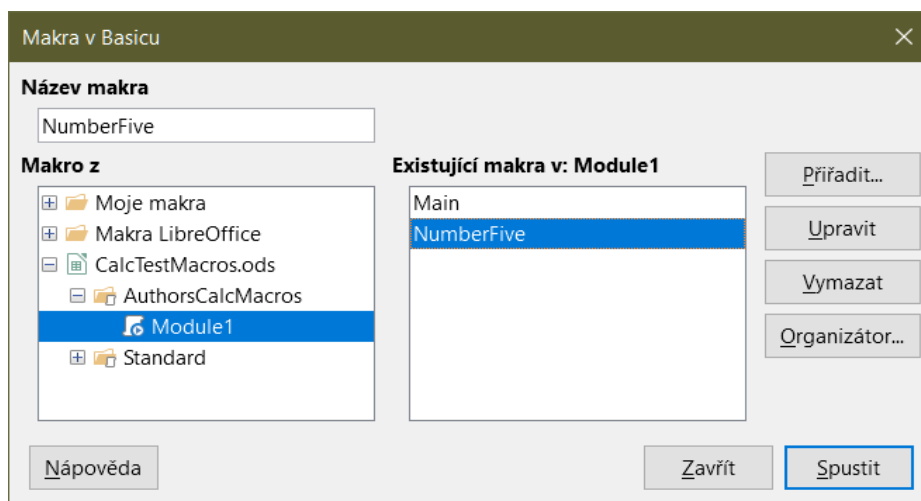 Makra v Basicu
Název makra
NumberFive
Makro z
Moje makra
Makra LibreOffice
CalcTestMacros.ods
AuthorsCalcMacros
Module1
Standard
Existující makra v: Module1
Main
NumberFive
Přiřadit...
Upravit
Vymazat
Organizátor...
Nápověda
Zavřít
Spustit